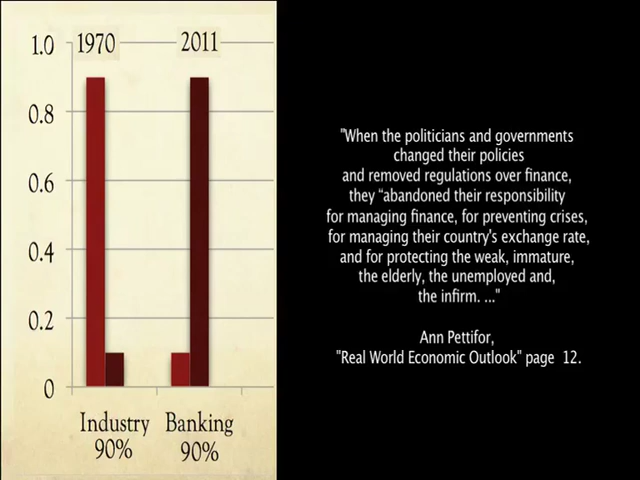 1.0
1970
2011
0.8
0.6
0.4
0.2
0
Industry
90%
Banking
90%
"When the politicians and governments
changed their policies
and removed regulations over finance,
they “abandoned their responsibility
for managing finance, for preventing crises,
for managing their country's exchange rate,
and for protecting the weak, immature,
the elderly, the unemployed and,
the infirm. ..."
Ann Pettifor,
"Real World Economic Outlook" page 12.